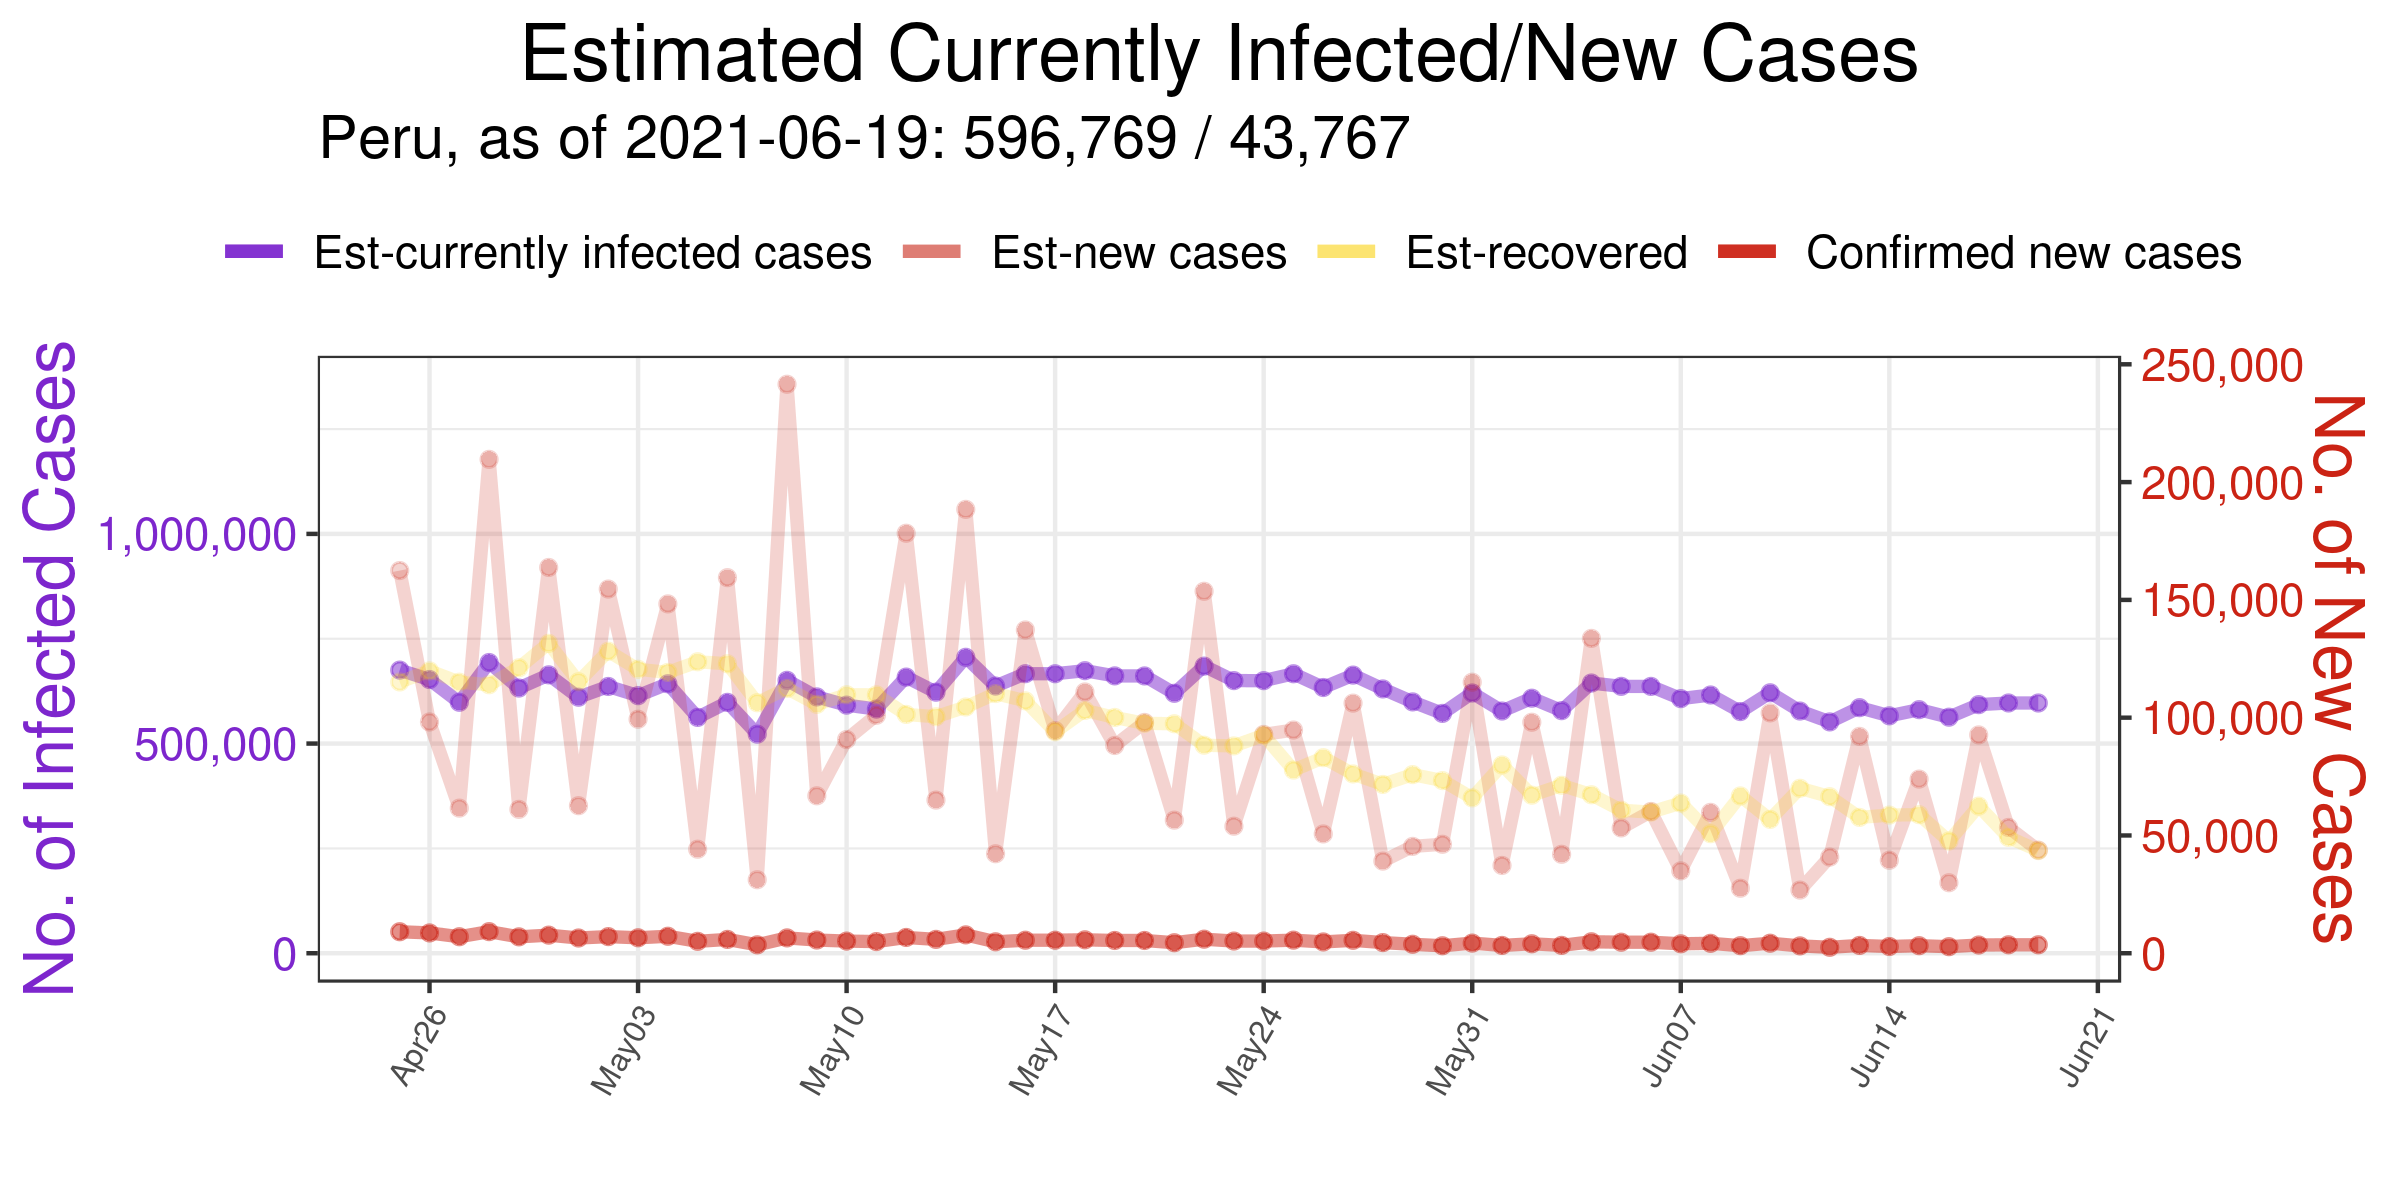 Estimated Currently Infected/New Cases
Peru, as of 2021-06-19: 596,769 / 43,767
Est-currently infected cases Est-new cases Est-recovered Confirmed new cases
No. of Infected Cases
1,000,000
500,000
0
250,000
200,000
150,000
100,000
50,000
0
No. of New Cases
Apr26 May03 May10 May17 May24 May31 Jun07 Jun14 Jun21